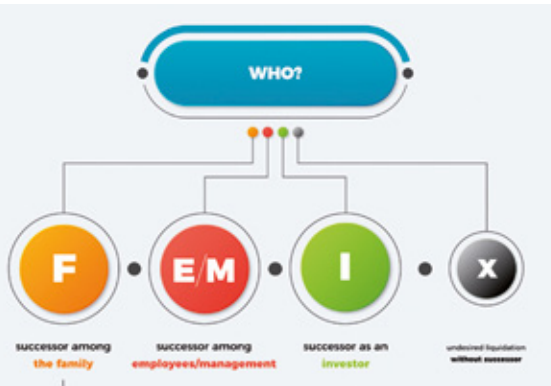 WHO?
F
E/M
I
X
successor among
the family
successor among
employees/management
successor as an
investor
undesired liquidation
without successor